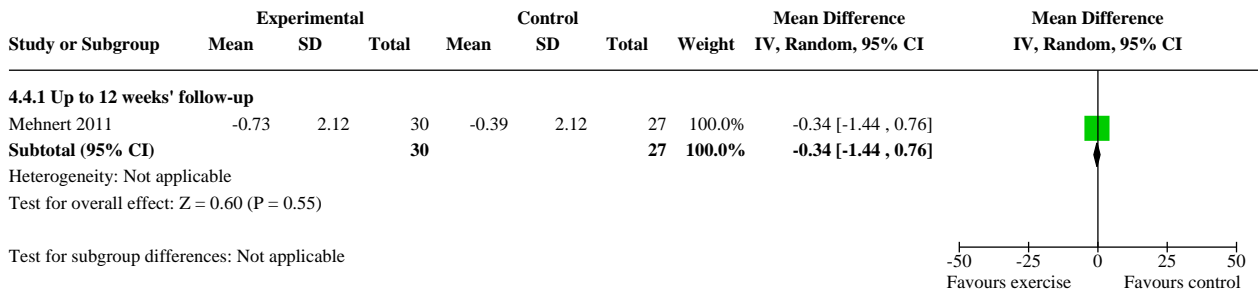 Experimental Control Mean Difference Mean Difference
Study or Subgroup Mean SD Total Mean SD Total Weight IV, Random, 95% CI IV, Random, 95% CI
4.4.1 Up to 12 weeks' follow-up
Mehnert 2011 -0.73 2.12 30 -0.39 2.12 27 100.0% -0.34 [-1.44 , 0.76]
Subtotal (95% CI) 30 27 100.0% -0.34 [-1.44 , 0.76]
Heterogeneity: Not applicable
Test for overall effect: Z = 0.60 (P = 0.55)
Test for subgroup differences: Not applicable
-50 -25 0 25 50
Favours exercise Favours control